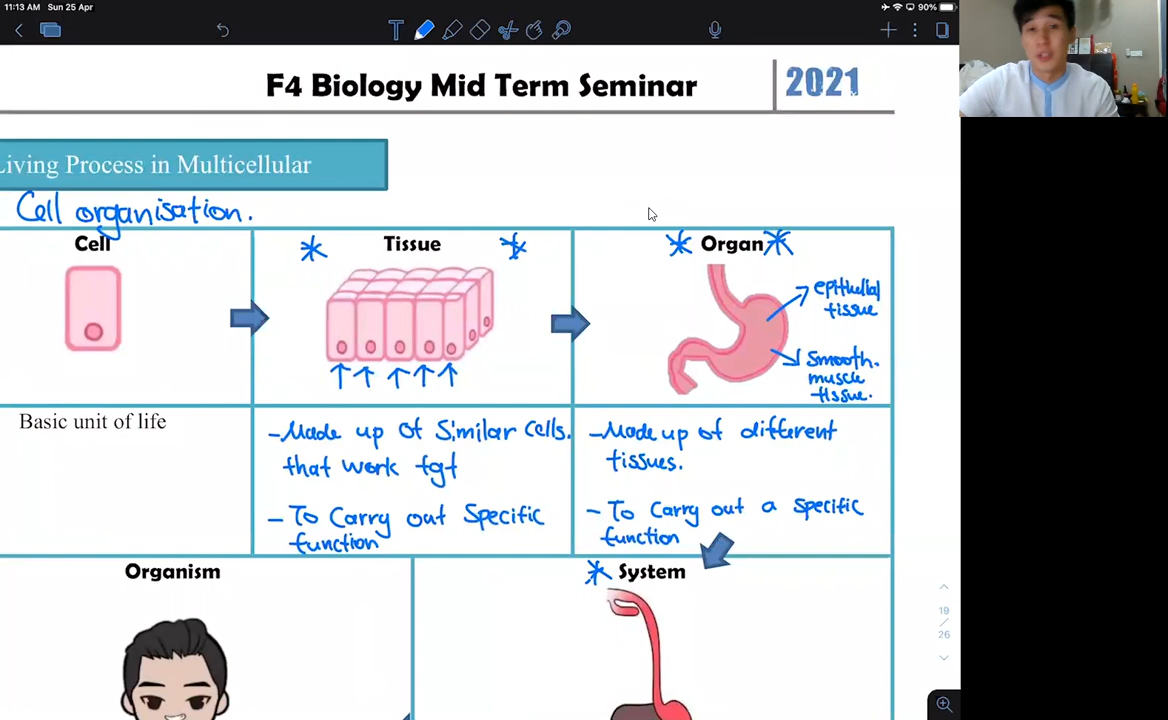 11:13 AM Sun 25 Apr
90%
F4 Biology Mid Term Seminar
2021
Living Process in Multicellular
Cell organisation.
Cell
Tissue
Organ
epithelial
tissue
Smooth.
muscle
tissue.
Basic unit of life
-Made up of Similar Cells.
that work tgt
- To Carry out Specific
function
-Made up of different
tissues.
- To Carry out a specific
function
Organism
System
19
/
26